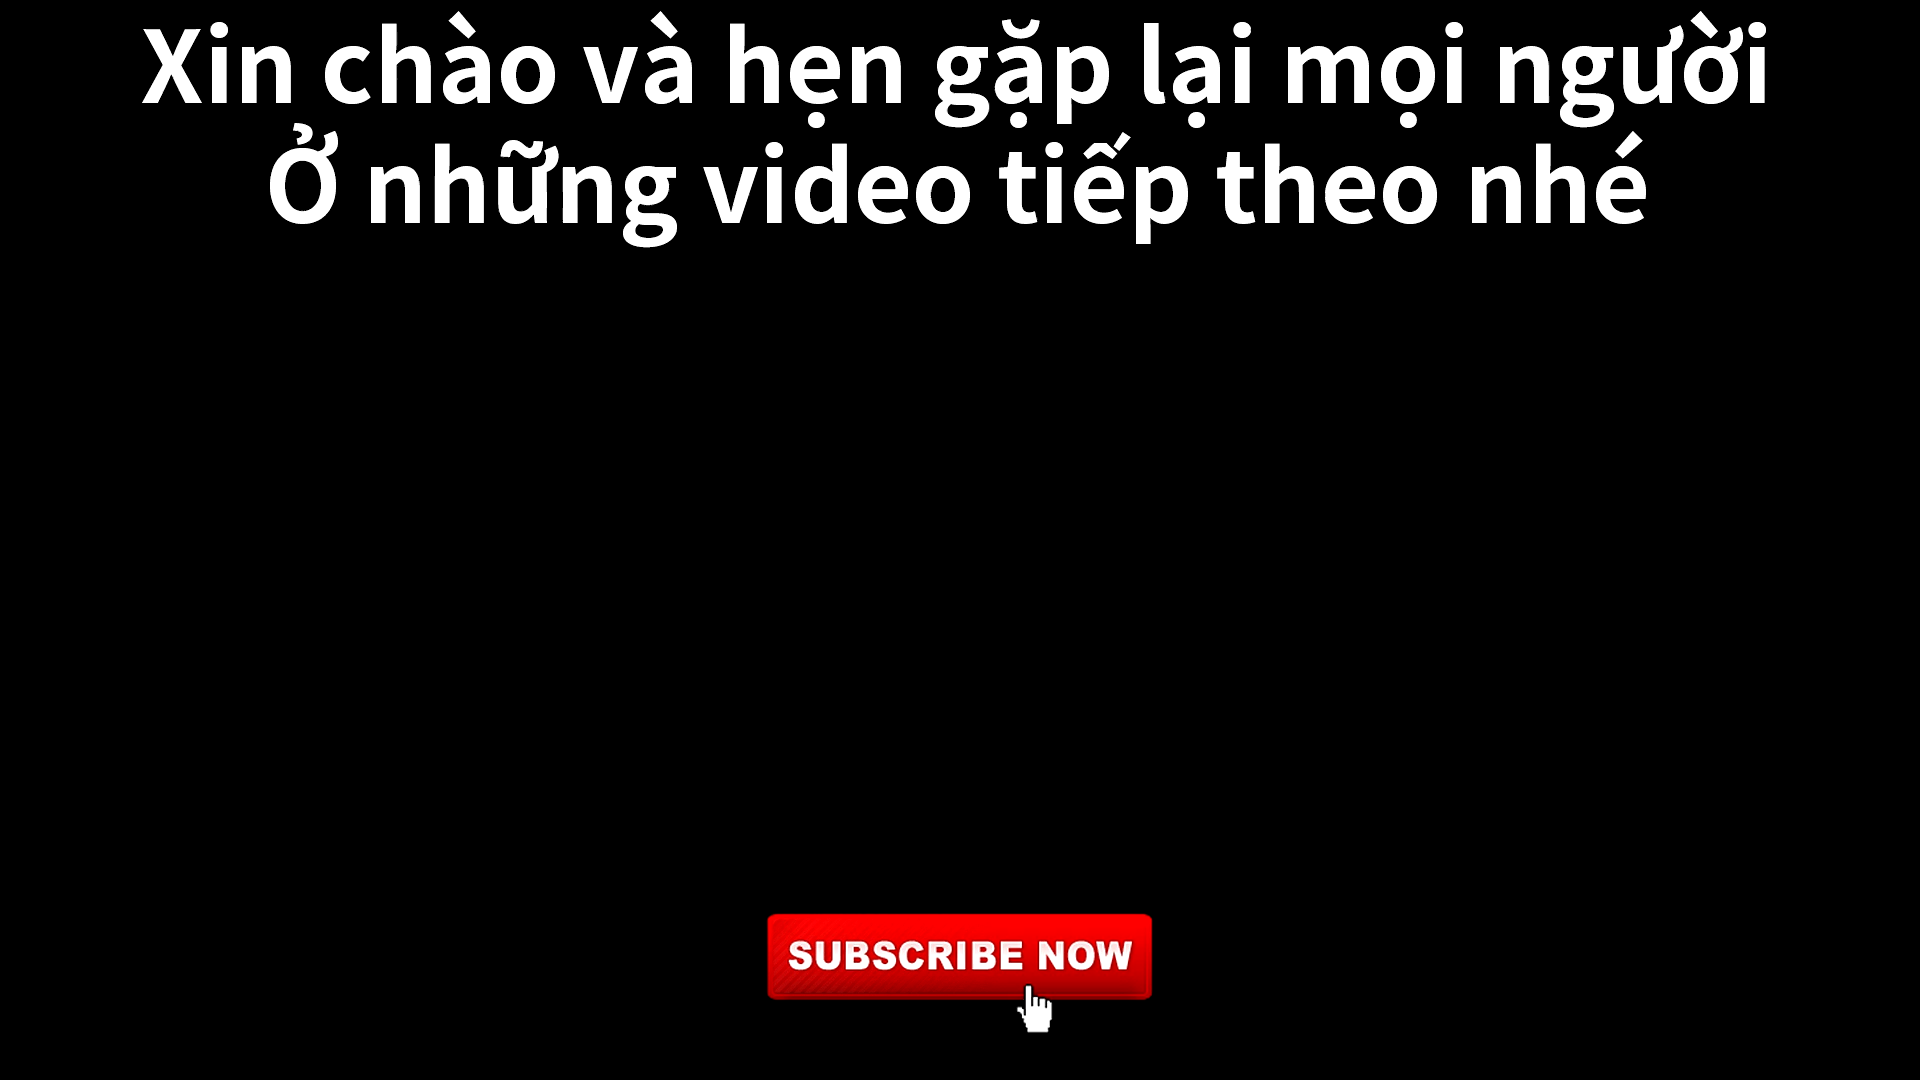 Xin chào và hẹn gặp lại mọi người
Ở những video tiếp theo nhé
SUBSCRIBE NOW